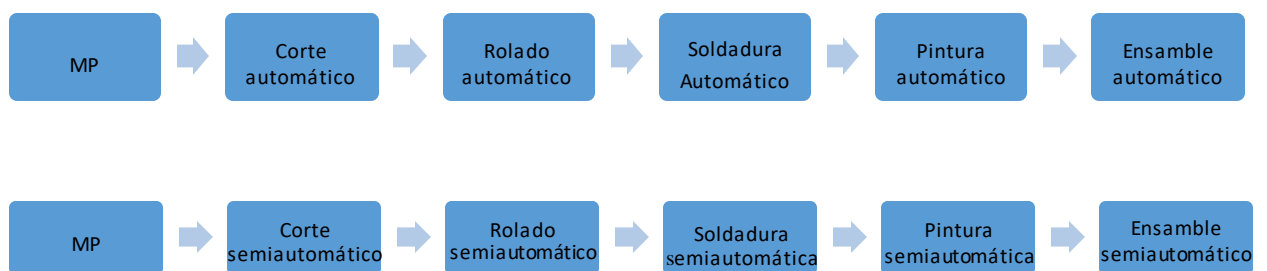 MP
Corte
automático
Rolado
automático
Soldadura
Automático
Pintura
automático
Ensamble
automático
MP
Corte
semiautomático
Rolado
semiautomático
Soldadura
semiautomática
Pintura
semiautomática
Ensamble
semiautomático